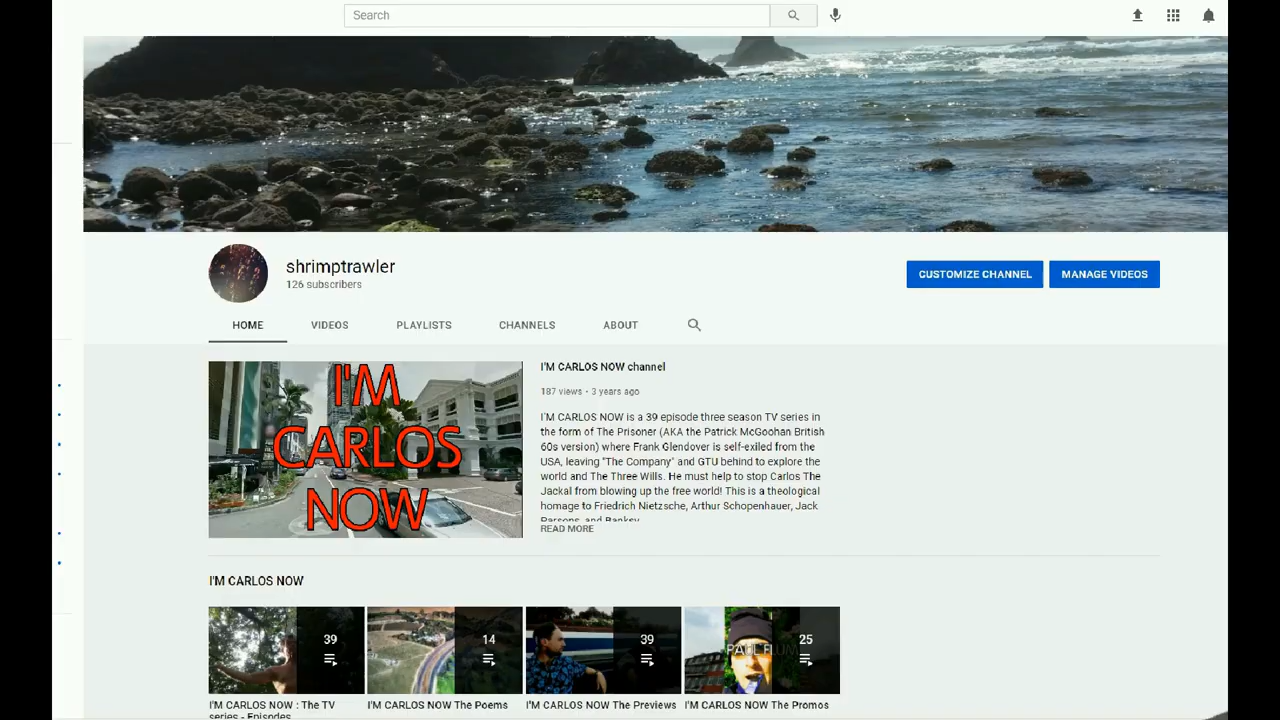 Search
shrimptrawler
126 subscribers
CUSTOMIZE CHANNEL
MANAGE VIDEOS
HOME
VIDEOS
PLAYLISTS
CHANNELS
ABOUT
I'M
CARLOS
NOW
I'M CARLOS NOW channel
187 views • 3 years ago
I'M CARLOS NOW is a 39 episode three season TV series in
the form of The Prisoner (AKA the Patrick McGoohan British
60s version) where Frank Glendover is self-exiled from the
USA, leaving "The Company" and GTU behind to explore the
world and The Three Wills. He must help to stop Carlos The
Jackal from blowing up the free world! This is a theological
homage to Friedrich Nietzsche, Arthur Schopenhauer, Jack
Parsons, and Banksy
READ MORE
I'M CARLOS NOW
39
14
39
25
PAUL FLUM
I'M CARLOS NOW : The TV
series - Episodes
I'M CARLOS NOW The Poems
I'M CARLOS NOW The Previews
I'M CARLOS NOW The Promos